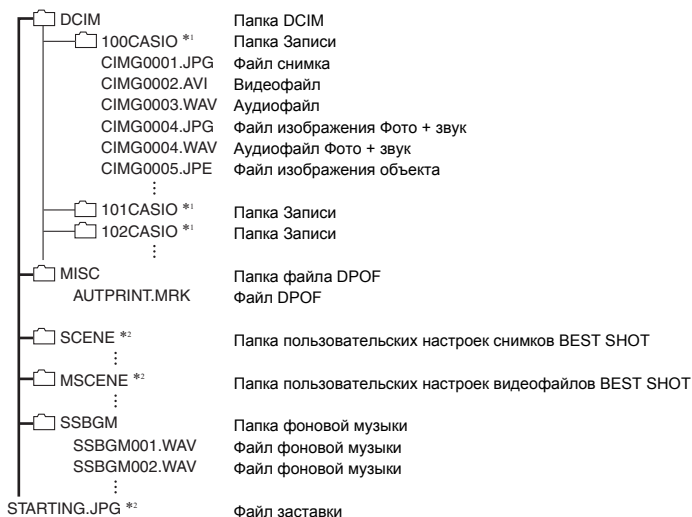 DCIM Папка DCIM
100CASIO *1 Папка Записи
CIMG0001.JPG Файл снимка
CIMG0002.AVI Видеофайл
CIMG0003.WAV Аудиофайл
CIMG0004.JPG Файл изображения Фото + звук
CIMG0004.WAV Аудиофайл Фото + звук
CIMG0005.JPE Файл изображения объекта
101CASIO *1 Папка Записи
102CASIO *1 Папка Записи
MISC Папка файла DPOF
AUTPRINT.MRK Файл DPOF
SCENE *2 Папка пользовательских настроек снимков BEST SHOT
MSCENE *2 Папка пользовательских настроек видеофайлов BEST SHOT
SSBGM Папка фоновой музыки
SSBGM001.WAV Файл фоновой музыки
SSBGM002.WAV Файл фоновой музыки
STARTING.JPG *2 Файл заставки